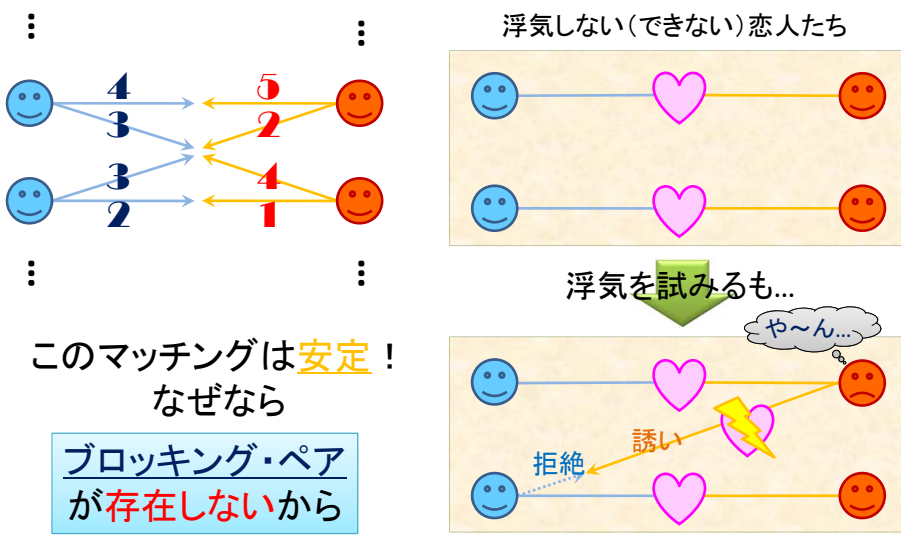 ⋮ ⋮
4 5
3 2
3 4
2 1
⋮ ⋮
このマッチングは安定！
なぜなら
ブロッキング・ペア
が存在しないから
浮気しない（できない）恋人たち
浮気を試みるも…
や～ん…
誘い
拒絶